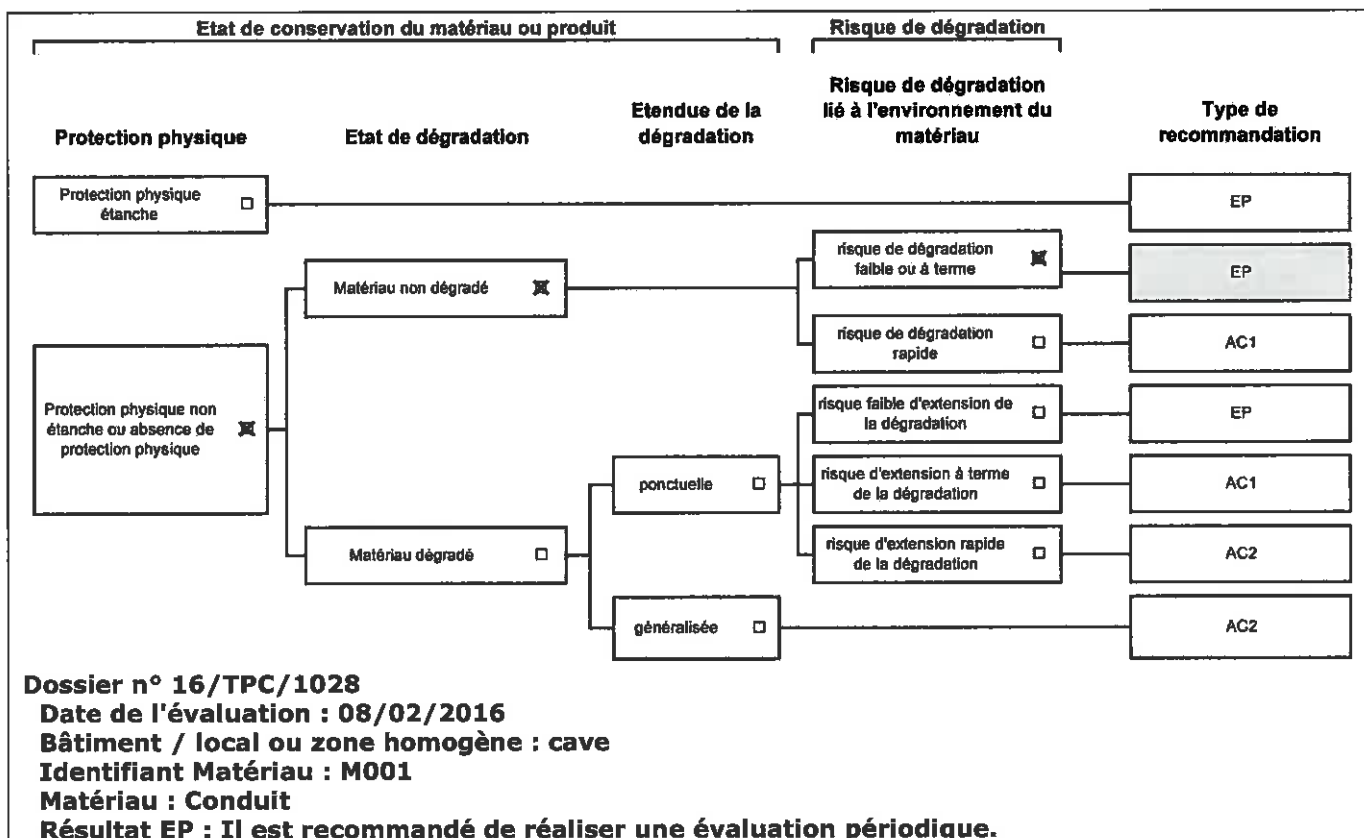 Etat de conservation du matériau ou produit
Risque de dégradation
Protection physique
Etat de dégradation
Etendue de la
dégradation
Risque de dégradation
lié à l'environnement du
matériau
Type de
recommandation
Protection physique
étanche
EP
Protection physique non
étanche ou absence de
protection physique
Matériau non dégradé
risque de dégradation
faible ou à terme
EP
risque de dégradation
rapide
AC1
Matériau dégradé
ponctuelle
risque faible d'extension de
la dégradation
EP
risque d'extension à terme
de la dégradation
AC1
risque d'extension rapide
de la dégradation
AC2
généralisée
AC2
Dossier n° 16/TPC/1028
Date de l'évaluation : 08/02/2016
Bâtiment / local ou zone homogène : cave
Identifiant Matériau : M001
Matériau : Conduit
Résultat EP : Il est recommandé de réaliser une évaluation périodique.